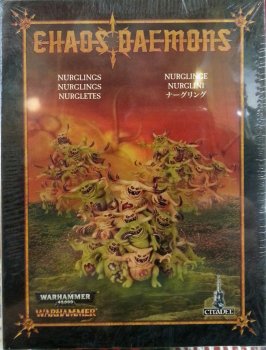 CHAOS DAEMONS
NURGLINGS
NURGLINGS
NURGLETES
NURGLINGE
NURGLINI
ナーグリング
WARHAMMER
40,000
WARHAMMER
CITADEL